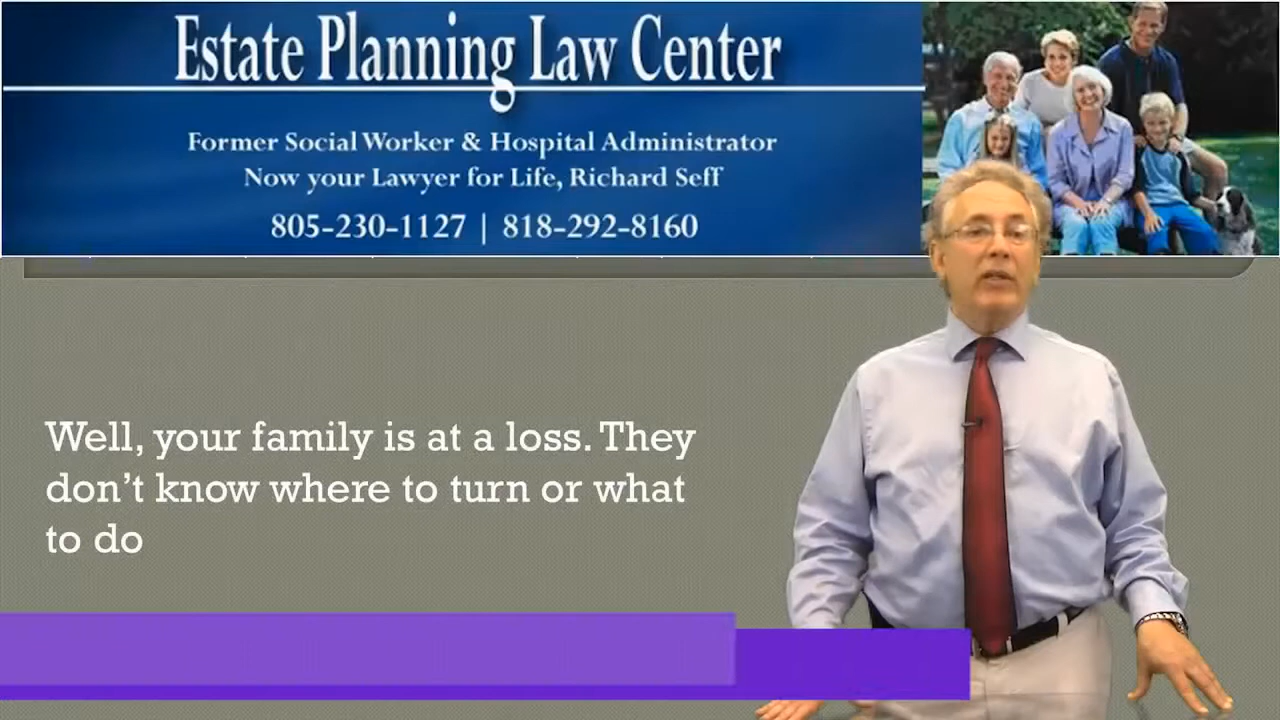 Estate Planning Law Center
Former Social Worker & Hospital Administrator
Now your Lawyer for Life, Richard Seff
805-230-1127 | 818-292-8160
Well, your family is at a loss. They
don't know where to turn or what
to do